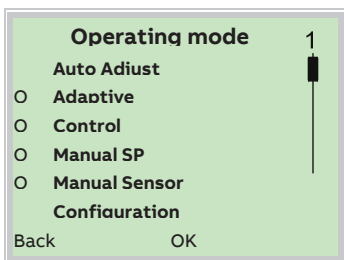 Operating mode 1
Auto Adjust
O Adaptive
O Control
O Manual SP
O Manual Sensor
Configuration
Back OK